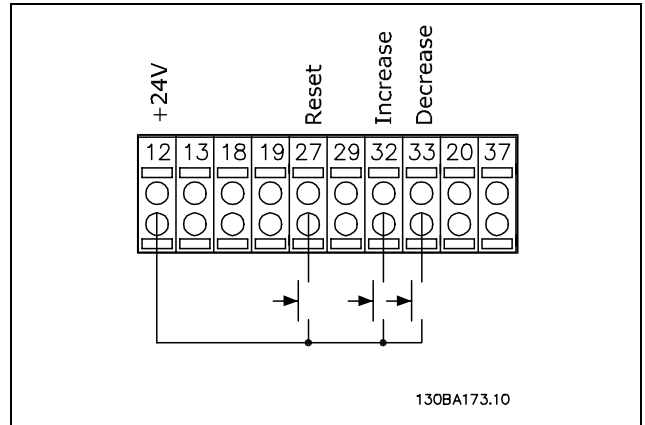 +24V
Reset
Increase
Decrease
12 13 18 19 27 29 32 33 20 37
130BA173.10